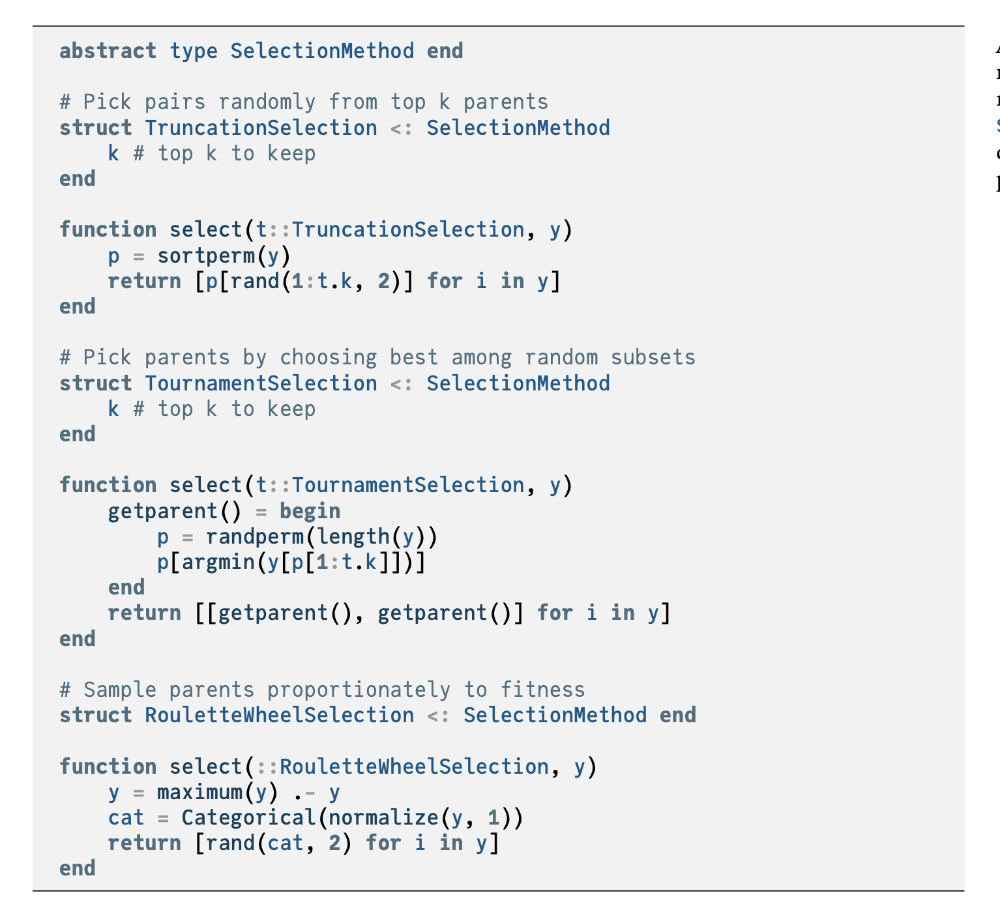 abstract type SelectionMethod end

# Pick pairs randomly from top k parents
struct TruncationSelection <: SelectionMethod
    k # top k to keep
end

function select(t::TruncationSelection, y)
    p = sortperm(y)
    return [p[rand(1:t.k, 2)] for i in y]
end

# Pick parents by choosing best among random subsets
struct TournamentSelection <: SelectionMethod
    k # top k to keep
end

function select(t::TournamentSelection, y)
    getparent() = begin
        p = randperm(length(y))
        p[argmin(y[p[1:t.k]])]
    end
    return [[getparent(), getparent()] for i in y]
end

# Sample parents proportionately to fitness
struct RouletteWheelSelection <: SelectionMethod end

function select(::RouletteWheelSelection, y)
    y = maximum(y) .- y
    cat = Categorical(normalize(y, 1))
    return [rand(cat, 2) for i in y]
end